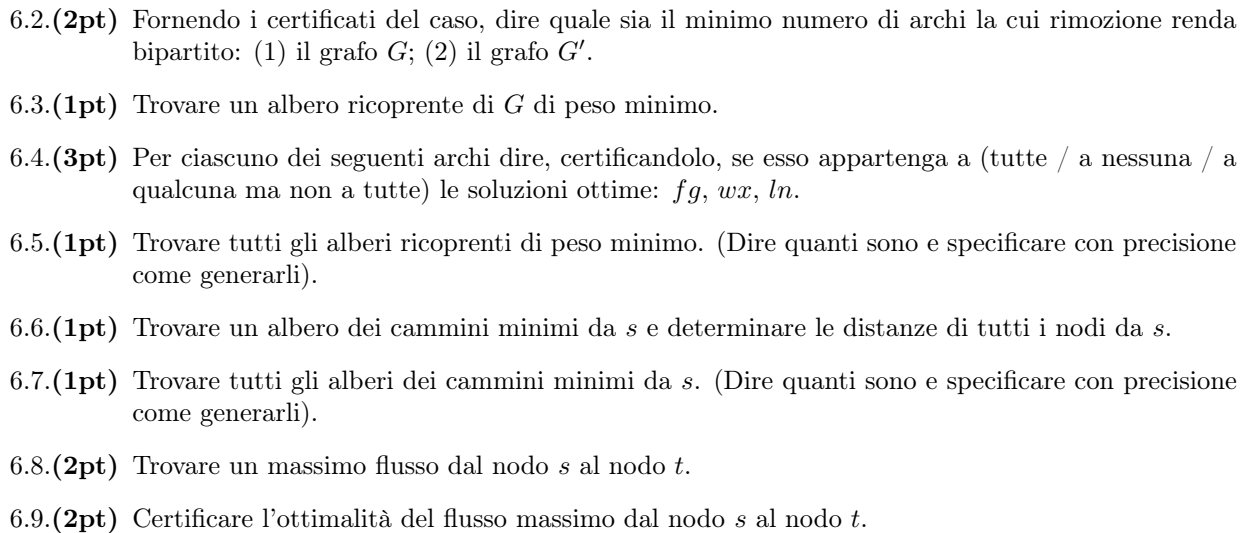 6.2.(2pt) Fornendo i certificati del caso, dire quale sia il minimo numero di archi la cui rimozione renda
bipartito: (1) il grafo G; (2) il grafo G′.
6.3.(1pt) Trovare un albero ricoprente di G di peso minimo.
6.4.(3pt) Per ciascuno dei seguenti archi dire, certificandolo, se esso appartenga a (tutte / a nessuna / a
qualcuna ma non a tutte) le soluzioni ottime: fg, wx, ln.
6.5.(1pt) Trovare tutti gli alberi ricoprenti di peso minimo. (Dire quanti sono e specificare con precisione
come generarli).
6.6.(1pt) Trovare un albero dei cammini minimi da s e determinare le distanze di tutti i nodi da s.
6.7.(1pt) Trovare tutti gli alberi dei cammini minimi da s. (Dire quanti sono e specificare con precisione
come generarli).
6.8.(2pt) Trovare un massimo flusso dal nodo s al nodo t.
6.9.(2pt) Certificare l'ottimalità del flusso massimo dal nodo s al nodo t.